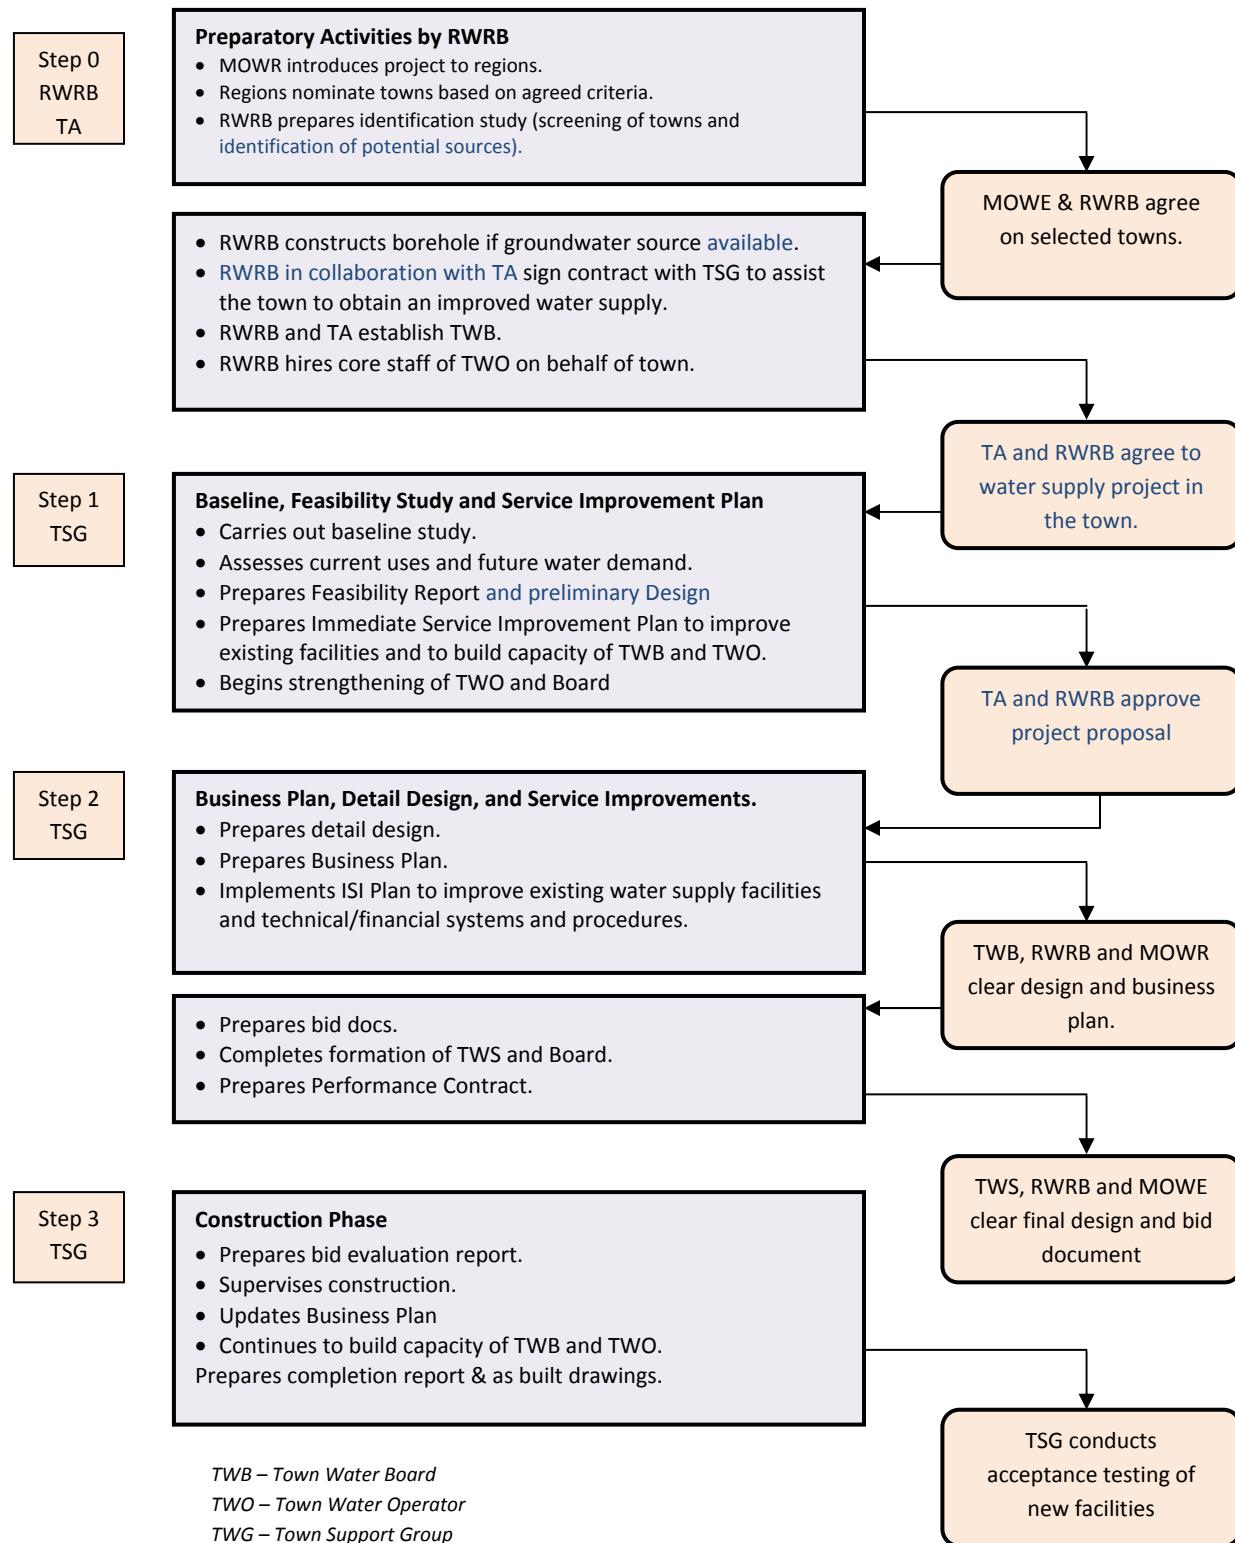 Step 0
RWRB
TA
Preparatory Activities by RWRB
• MOWR introduces project to regions.
• Regions nominate towns based on agreed criteria.
• RWRB prepares identification study (screening of towns and
identification of potential sources).
MOWE & RWRB agree
on selected towns.
• RWRB constructs borehole if groundwater source available.
• RWRB in collaboration with TA sign contract with TSG to assist
the town to obtain an improved water supply.
• RWRB and TA establish TWB.
• RWRB hires core staff of TWO on behalf of town.
TA and RWRB agree to
water supply project in
the town.
Step 1
TSG
Baseline, Feasibility Study and Service Improvement Plan
• Carries out baseline study.
• Assesses current uses and future water demand.
• Prepares Feasibility Report and preliminary Design
• Prepares Immediate Service Improvement Plan to improve
existing facilities and to build capacity of TWB and TWO.
• Begins strengthening of TWO and Board
TA and RWRB approve
project proposal
Step 2
TSG
Business Plan, Detail Design, and Service Improvements.
• Prepares detail design.
• Prepares Business Plan.
• Implements ISI Plan to improve existing water supply facilities
and technical/financial systems and procedures.
TWB, RWRB and MOWR
clear design and business
plan.
• Prepares bid docs.
• Completes formation of TWS and Board.
• Prepares Performance Contract.
TWS, RWRB and MOWE
clear final design and bid
document
Step 3
TSG
Construction Phase
• Prepares bid evaluation report.
• Supervises construction.
• Updates Business Plan
• Continues to build capacity of TWB and TWO.
Prepares completion report & as built drawings.
TSG conducts
acceptance testing of
new facilities
TWB – Town Water Board
TWO – Town Water Operator
TWG – Town Support Group